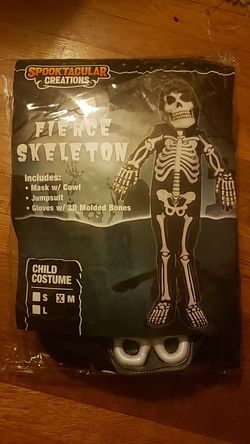 SPOOKTACULAR
CREATIONS
FIERCE
SKELETON
Includes:
• Mask w/ Cowl
• Jumpsuit
• Gloves w/ 3D Molded Bones
CHILD
COSTUME
S X M
L